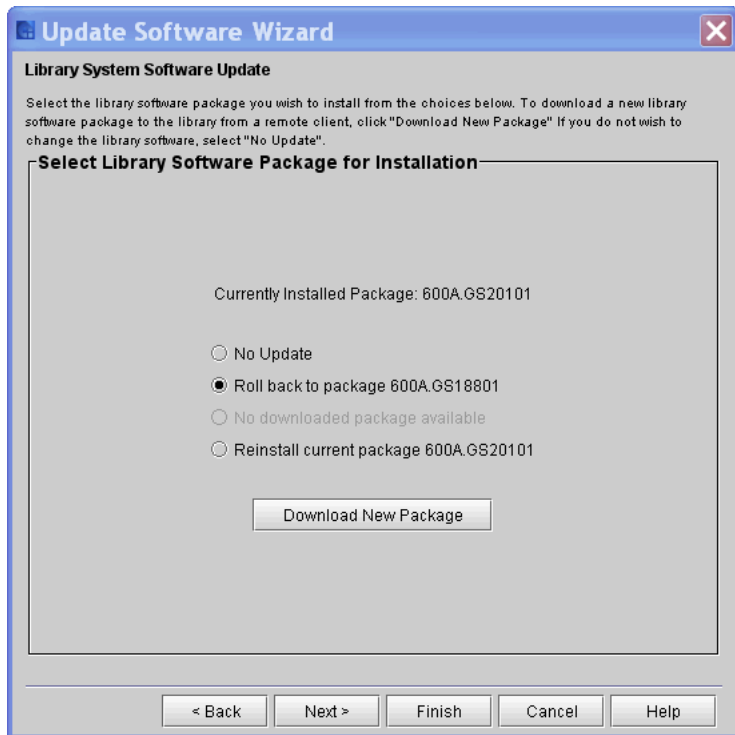 Update Software Wizard
Library System Software Update
Select the library software package you wish to install from the choices below. To download a new library
software package to the library from a remote client, click "Download New Package" If you do not wish to
change the library software, select "No Update".
Select Library Software Package for Installation
Currently Installed Package: 600A.GS20101
No Update
Roll back to package 600A.GS18801
No downloaded package available
Reinstall current package 600A.GS20101
Download New Package
< Back Next > Finish Cancel Help